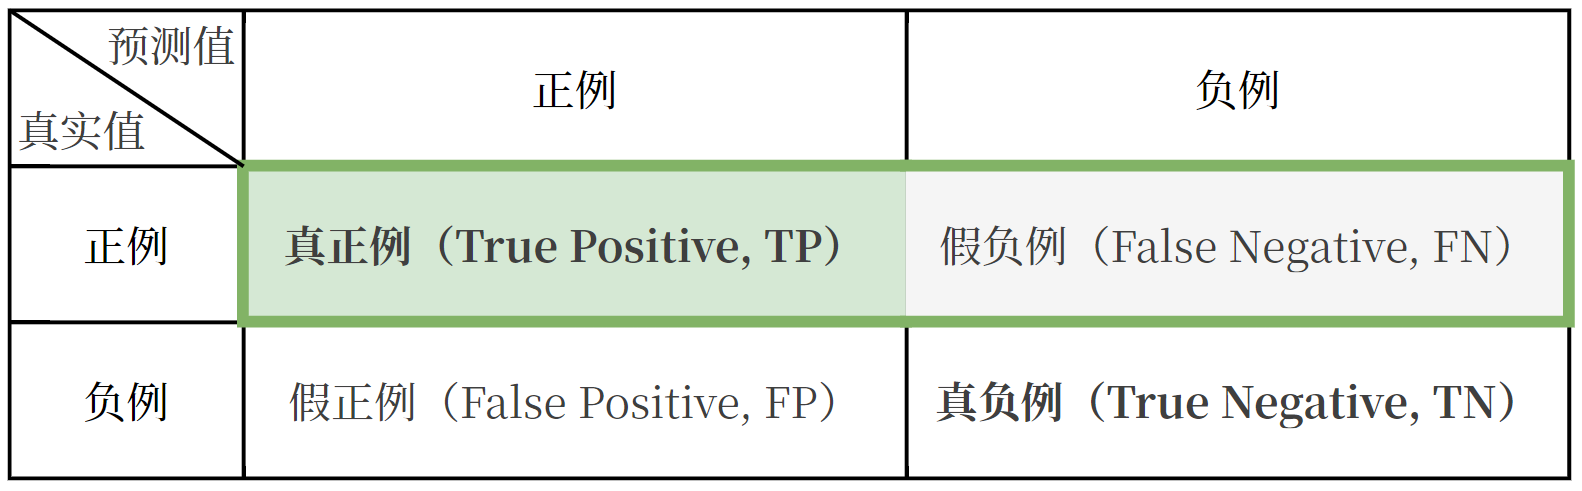 预测值
真实值
正例
负例
正例
真正例（True Positive, TP）
假负例（False Negative, FN）
负例
假正例（False Positive, FP）
真负例（True Negative, TN）